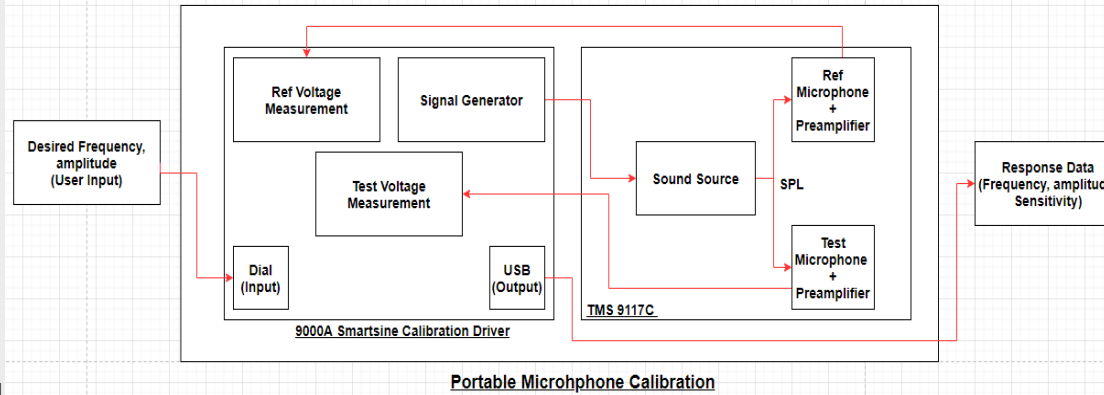 Ref Voltage
Measurement
Signal Generator
Ref
Microphone
+
Preamplifier
Desired Frequency,
amplitude
(User Input)
Test Voltage
Measurement
Sound Source
SPL
Response Data
(Frequency, amplitud
Sensitivity)
Dial
(Input)
USB
(Output)
Test
Microphone
+
Preamplifier
TMS 9117C
9000A Smartsine Calibration Driver
Portable Microhphone Calibration